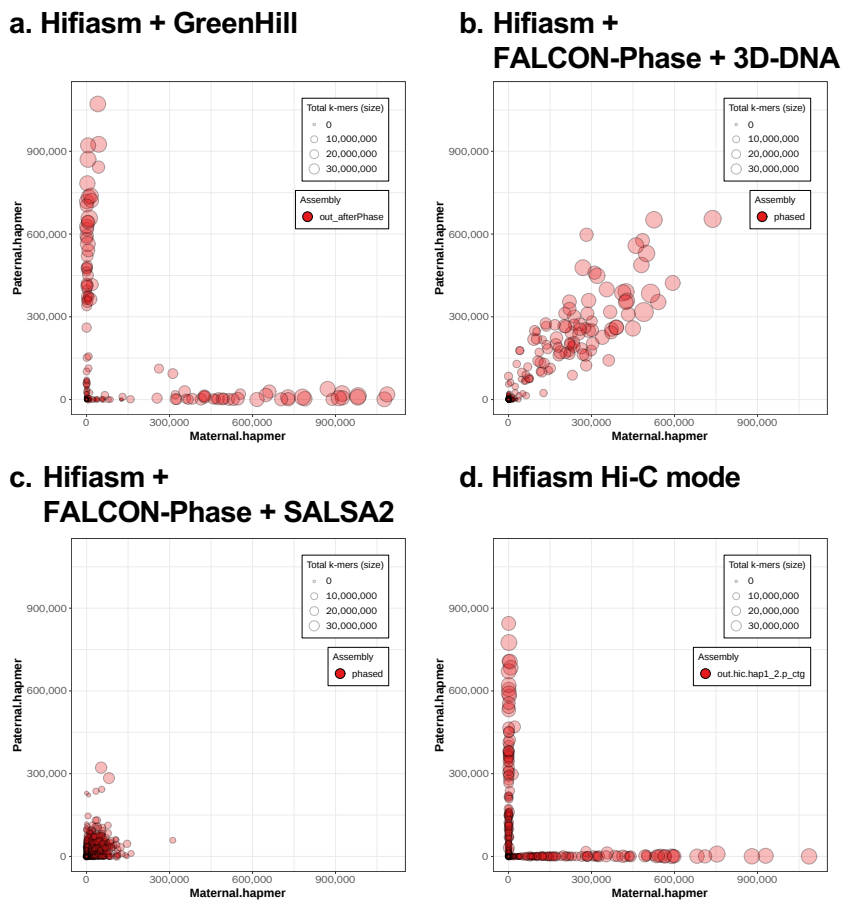 a. Hifiasm + GreenHill
Total k-mers (size)
0
10,000,000
20,000,000
30,000,000
Assembly
out_afterPhase
900,000
600,000
300,000
0
Paternal.hapmer
0
300,000
600,000
900,000
Maternal.hapmer
b. Hifiasm +
FALCON-Phase + 3D-DNA
Total k-mers (size)
0
10,000,000
20,000,000
30,000,000
Assembly
phased
900,000
600,000
300,000
0
Paternal.hapmer
0
300,000
600,000
900,000
Maternal.hapmer
c. Hifiasm +
FALCON-Phase + SALSA2
Total k-mers (size)
0
10,000,000
20,000,000
30,000,000
Assembly
phased
900,000
600,000
300,000
0
Paternal.hapmer
0
300,000
600,000
900,000
Maternal.hapmer
d. Hifiasm Hi-C mode
Total k-mers (size)
0
10,000,000
20,000,000
30,000,000
Assembly
out.hic.hap1_2.p_ctg
900,000
600,000
300,000
0
Paternal.hapmer
0
300,000
600,000
900,000
Maternal.hapmer